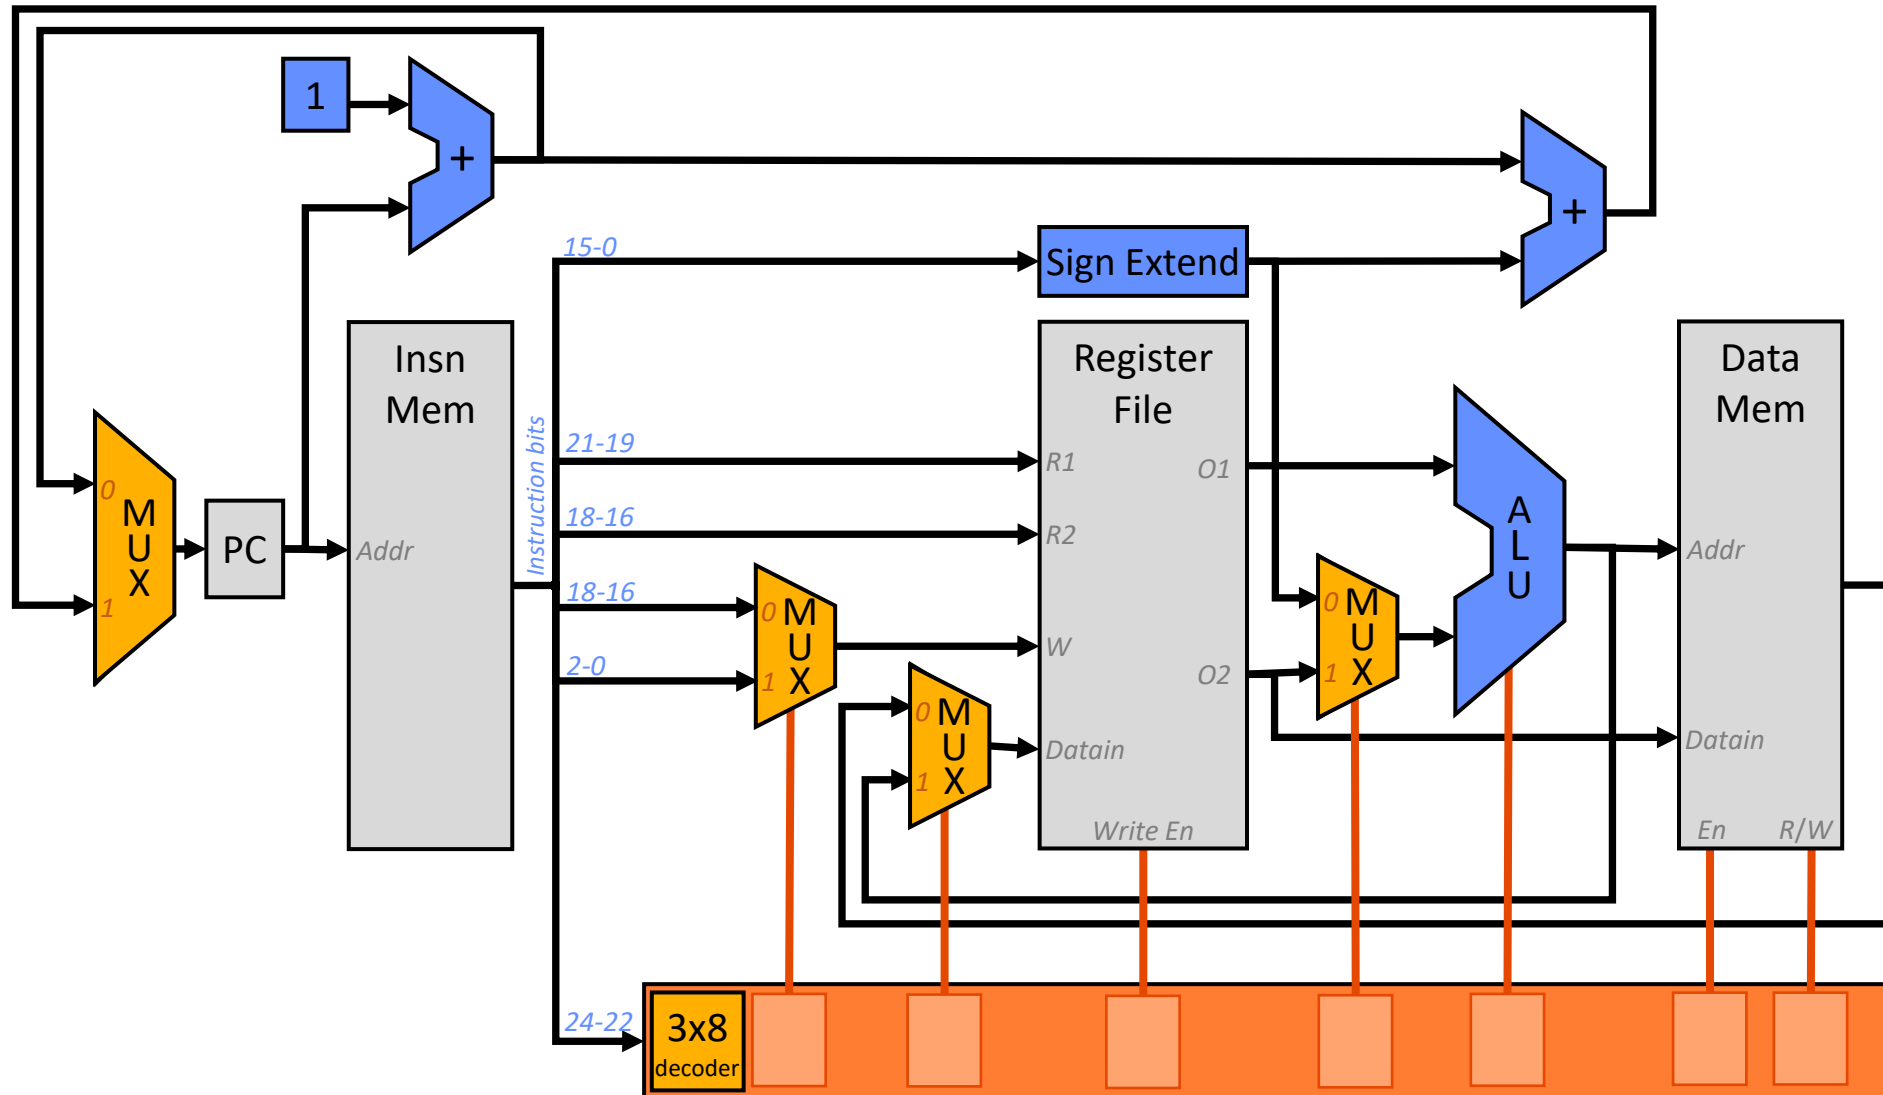 1
+
+
15-0
Sign Extend
Insn
Mem
Register
File
Data
Mem
Instruction bits
21-19
R1
O1
0
M
U
X
1
PC
Addr
18-16
R2
A
L
U
Addr
18-16
0
M
U
X
1
2-0
W
0
M
U
X
1
O2
0
M
U
X
1
Datain
Datain
Write En
En
R/W
24-22
3x8
decoder